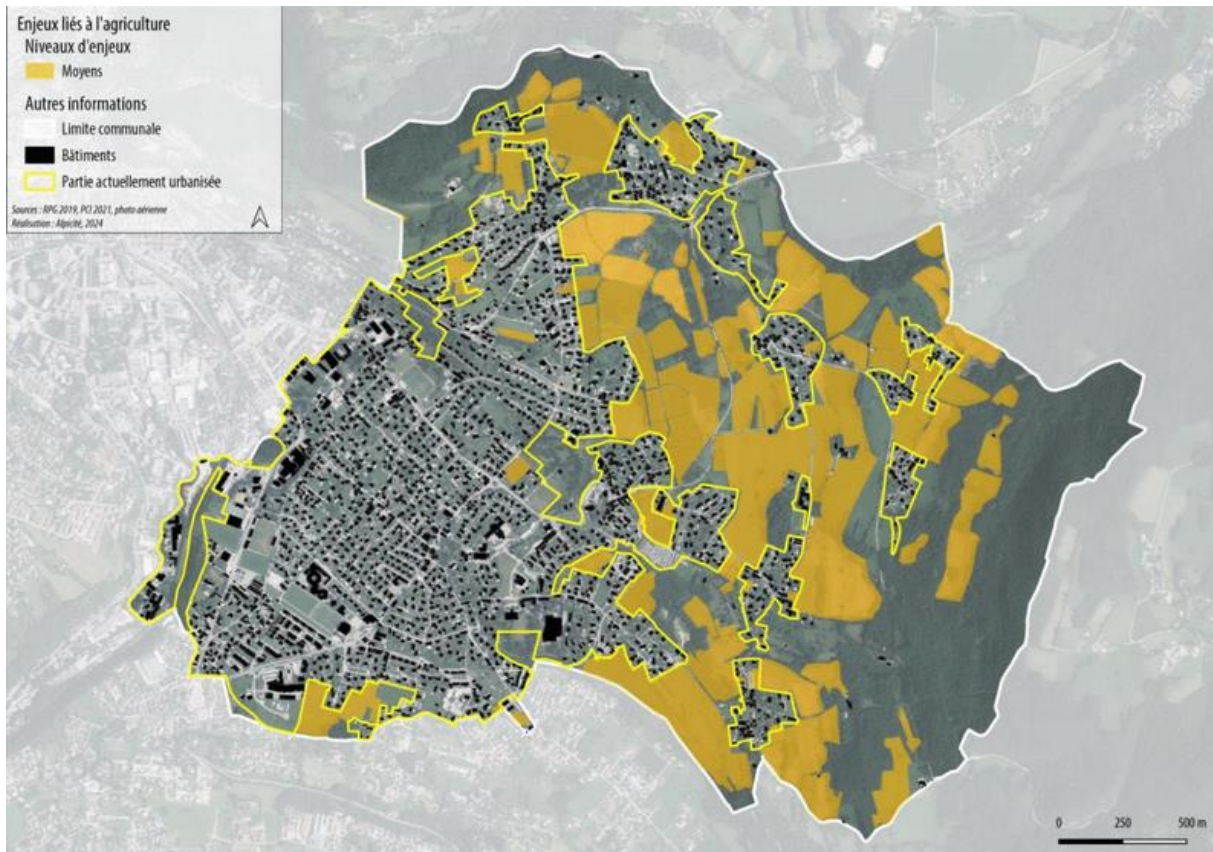 Enjeux liés à l'agriculture
Niveaux d'enjeux
Moyens
Autres informations
Limite communale
Bâtiments
Partie actuellement urbanisée
Sources : RPG 2019, PCI 2021, photo aérienne
Réalisation : Alpicité, 2024
0 250 500 m